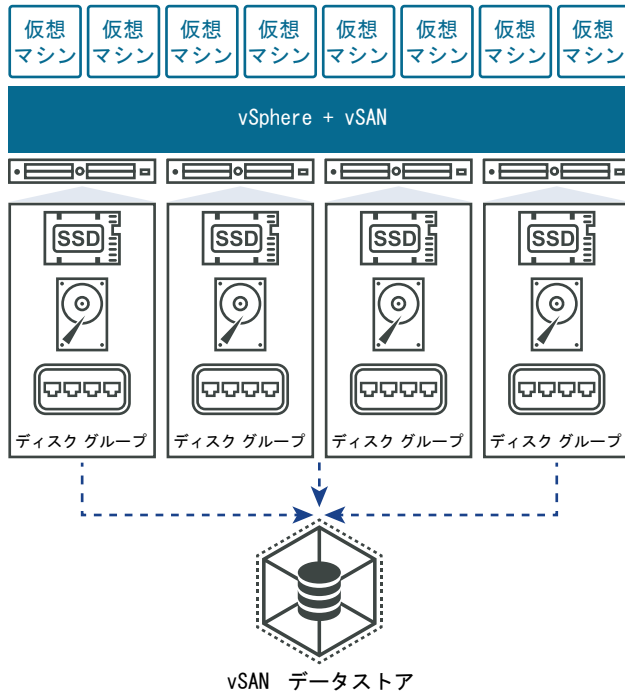 仮想 仮想 仮想 仮想 仮想 仮想 仮想 仮想
マシン マシン マシン マシン マシン マシン マシン マシン
vSphere + vSAN
SSD SSD SSD SSD
ディスク グループ ディスク グループ ディスク グループ ディスク グループ
vSAN データストア